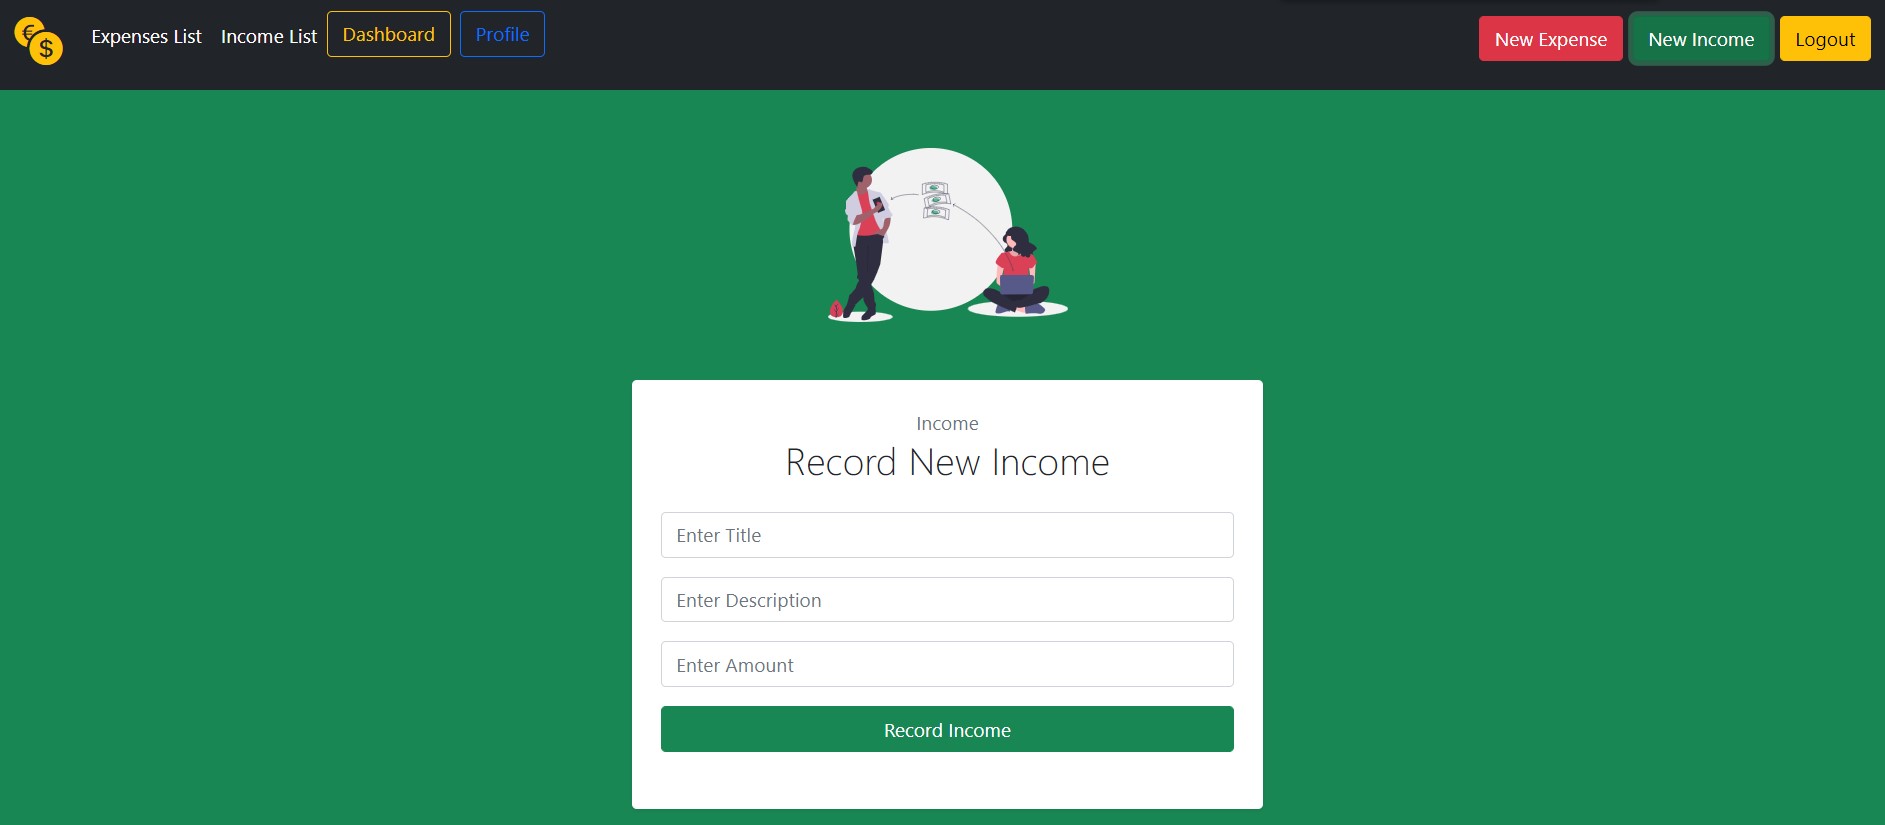 €
$
Expenses List Income List Dashboard Profile New Expense New Income Logout
Income
Record New Income
Enter Title
Enter Description
Enter Amount
Record Income